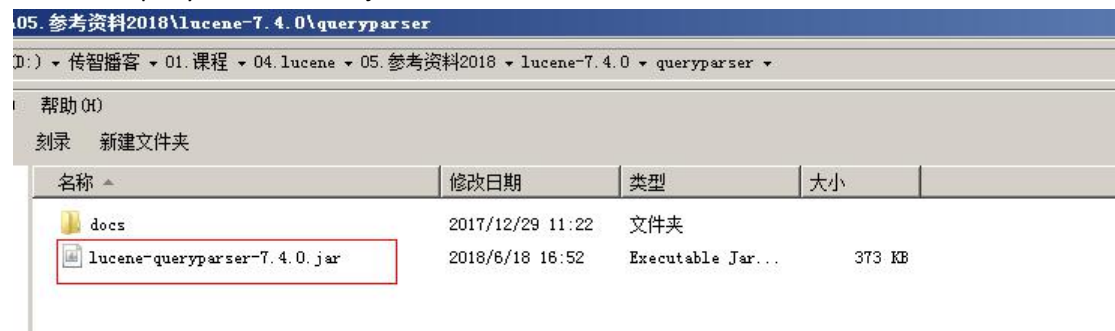 05. 参考资料2018\lucene-7.4.0\queryparser
D:) ▾ 传智播客 ▾ 01.课程 ▾ 04.lucene ▾ 05.参考资料2018 ▾ lucene-7.4.0 ▾ queryparser ▾
帮助(H)
刻录 新建文件夹
名称 修改日期 类型 大小
docs 2017/12/29 11:22 文件夹
lucene-queryparser-7.4.0.jar 2018/6/18 16:52 Executable Jar... 373 KB